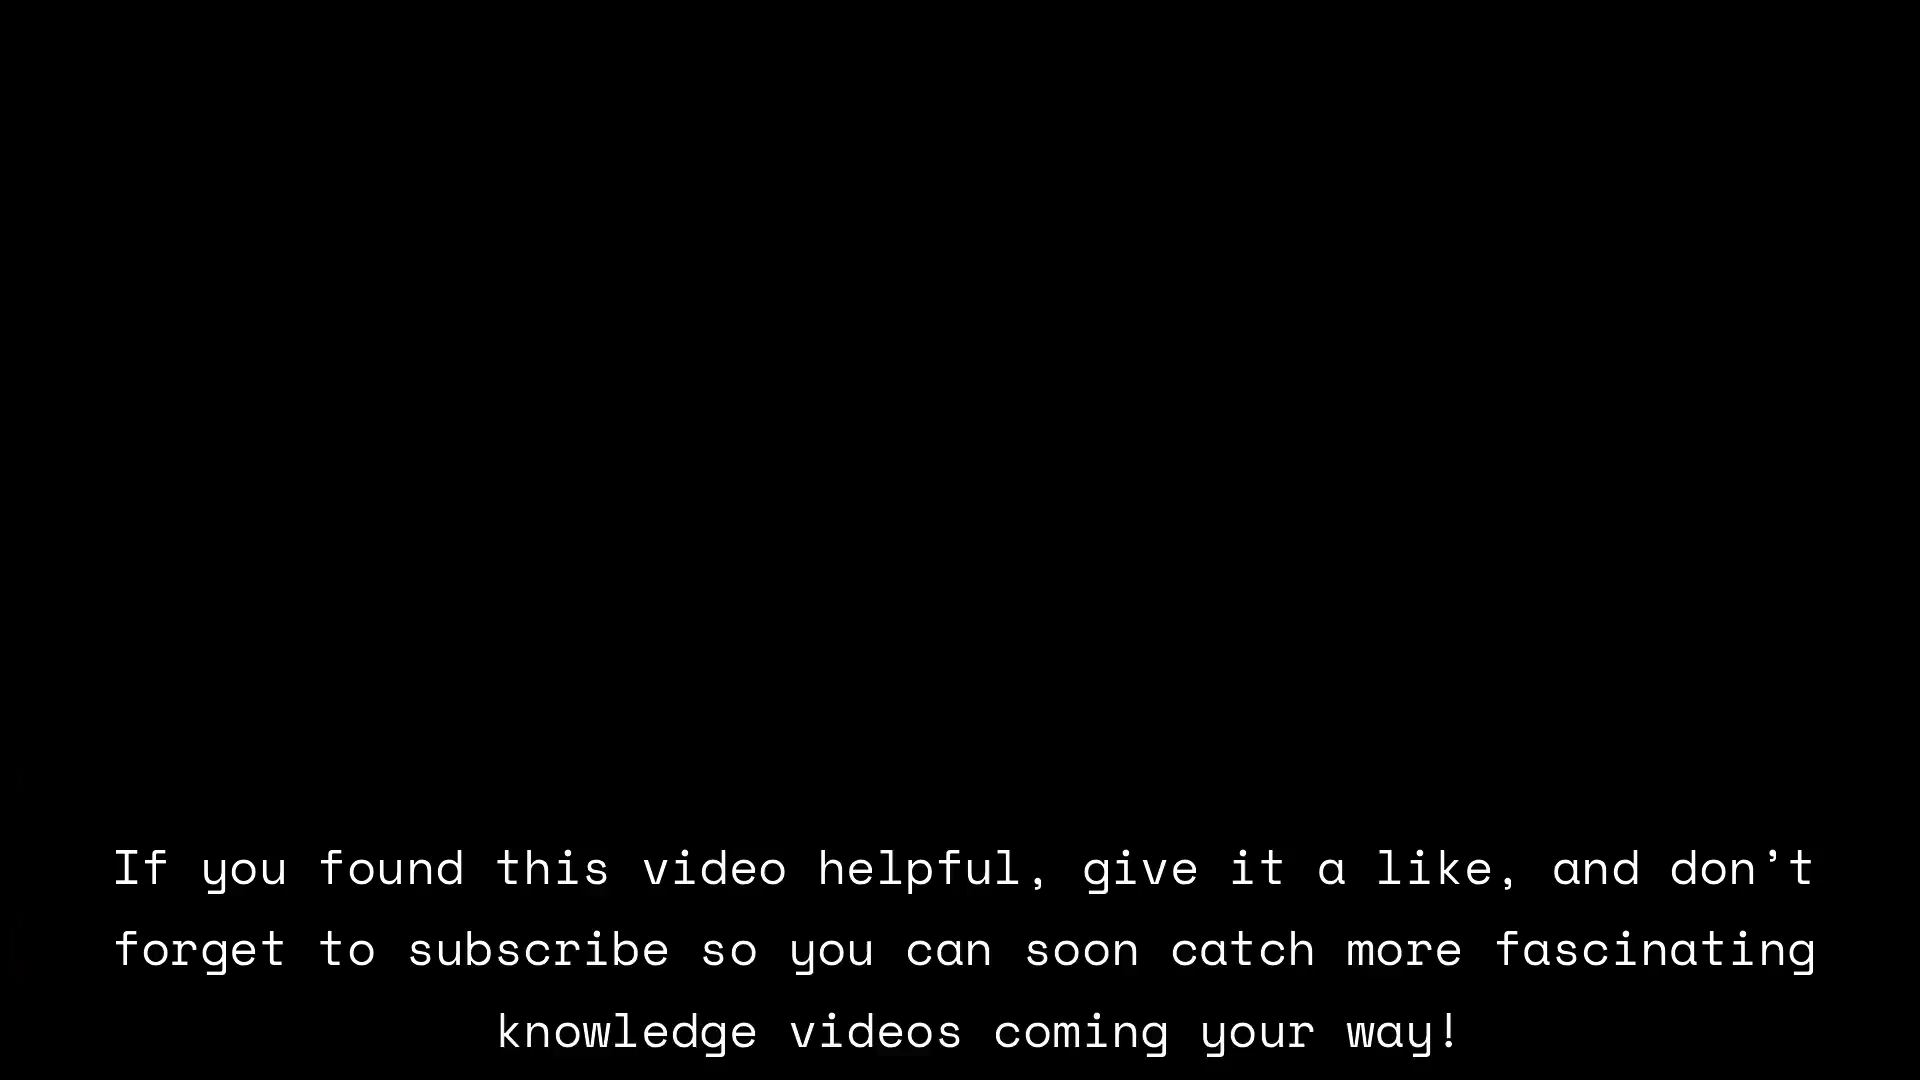 If you found this video helpful, give it a like, and don’t
forget to subscribe so you can soon catch more fascinating
knowledge videos coming your way!